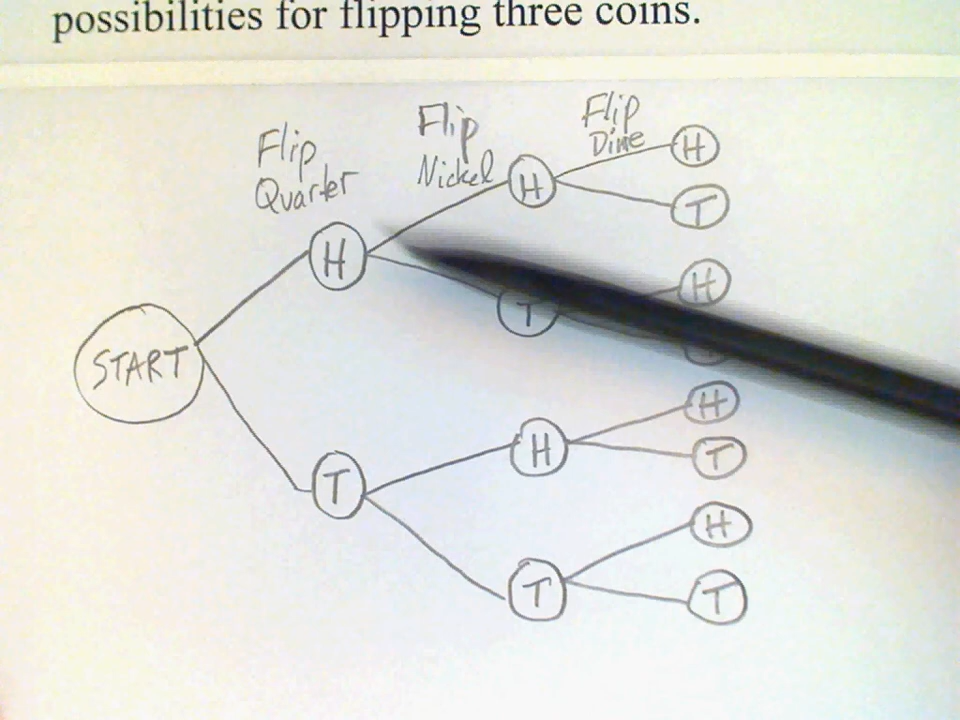 possibilities for flipping three coins.
Flip
Quarter
Flip
Nickel
Flip
Dime
START
H
T
H
T
H
T
H
T
H
H
T
H
T